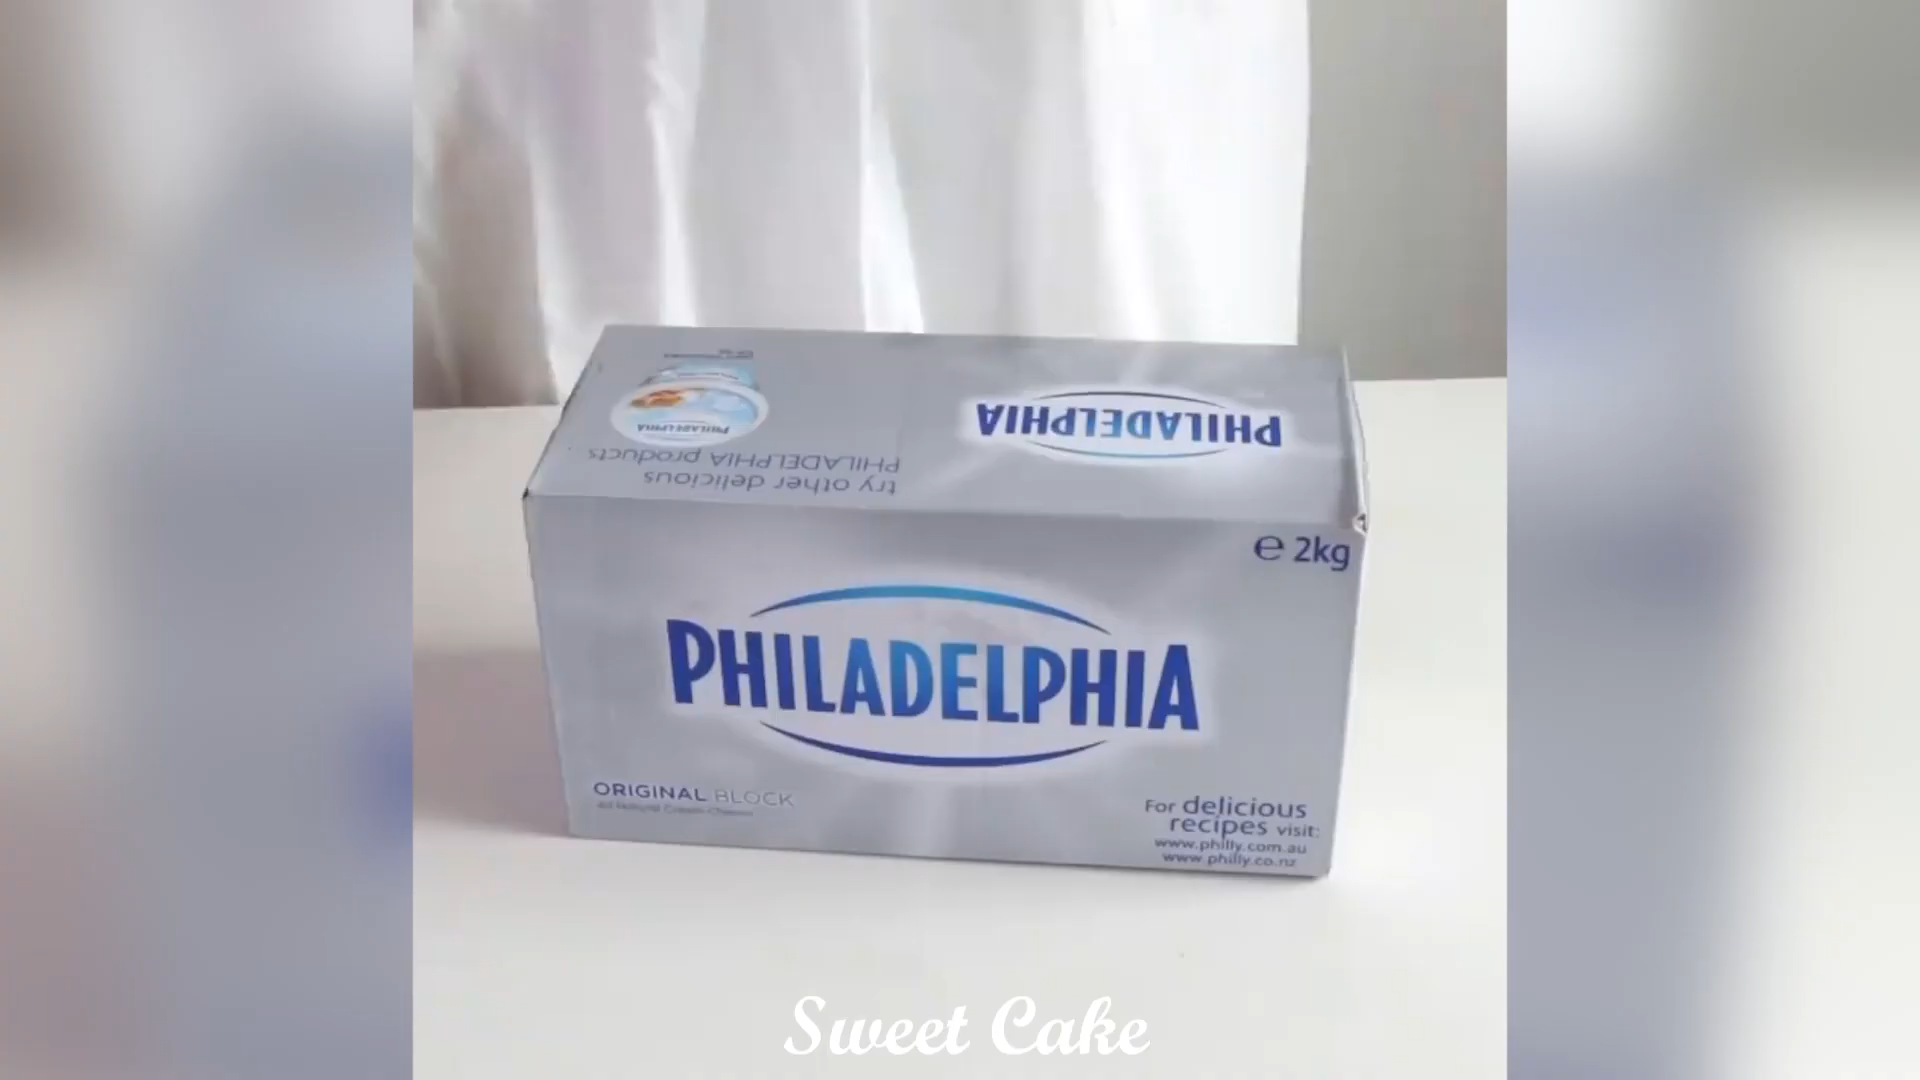 PHILADELPHIA
PHILADELPHIA
PHILADELPHIA products
try other delicious
℮ 2kg
PHILADELPHIA
ORIGINAL BLOCK
For delicious
recipes visit:
www.philly.com.au
www.philly.co.nz
Sweet Cake